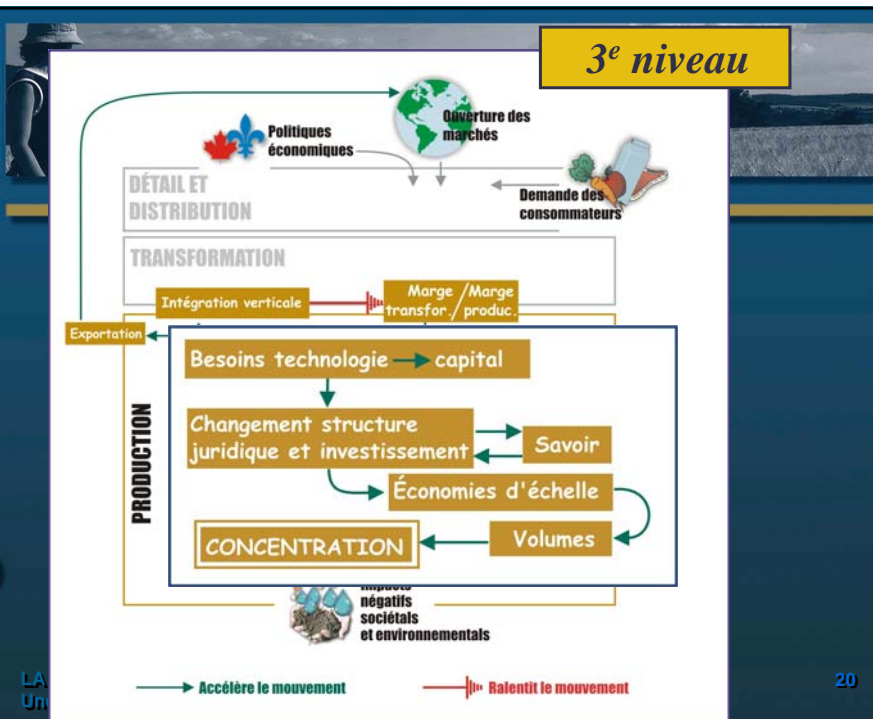 3e niveau
Politiques
économiques
Ouverture des
marchés
DÉTAIL ET
DISTRIBUTION
Demande des
consommateurs
TRANSFORMATION
Intégration verticale
Marge / Marge
transfor. / produc.
Exportation
PRODUCTION
Besoins technologie capital
Changement structure
juridique et investissement
Savoir
Économies d'échelle
Volumes
CONCENTRATION
négatifs
sociétals
et environnementals
Accélère le mouvement
Ralentit le mouvement
LA
20